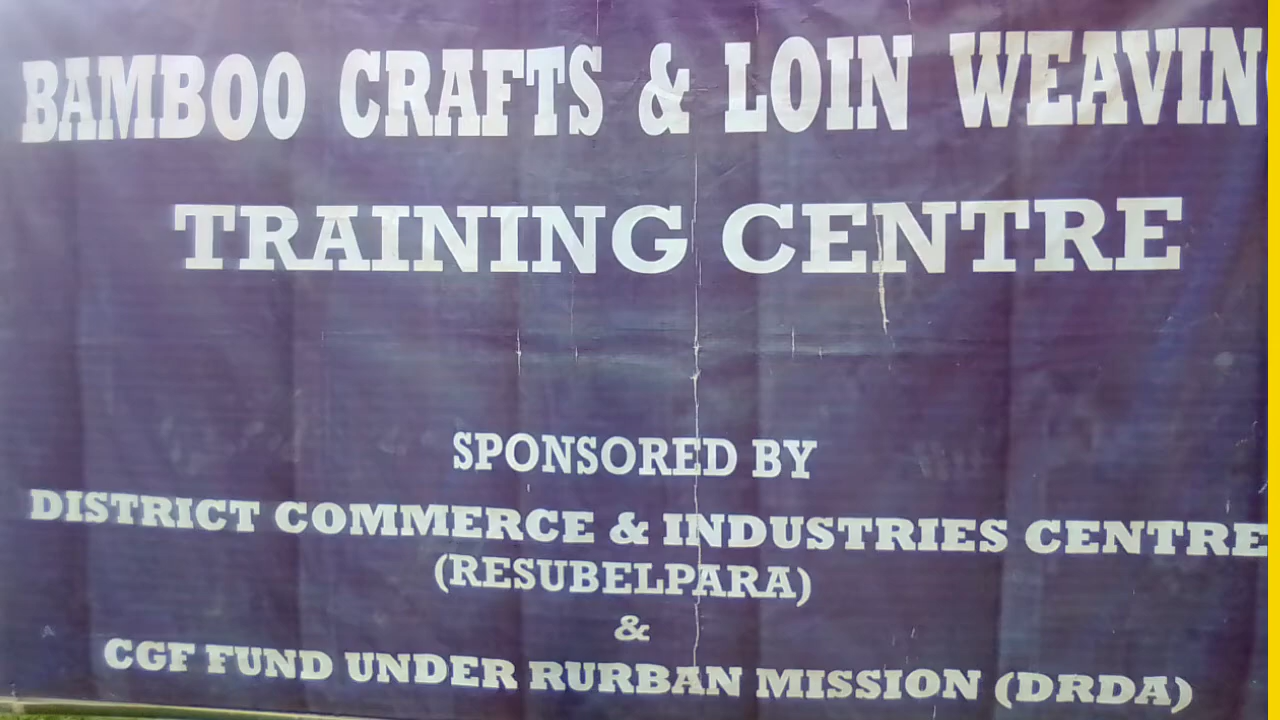 BAMBOO CRAFTS & LOIN WEAVIN
TRAINING CENTRE
SPONSORED BY
DISTRICT COMMERCE & INDUSTRIES CENTRE
(RESUBELPARA)
&
CGF FUND UNDER RURBAN MISSION (DRDA)